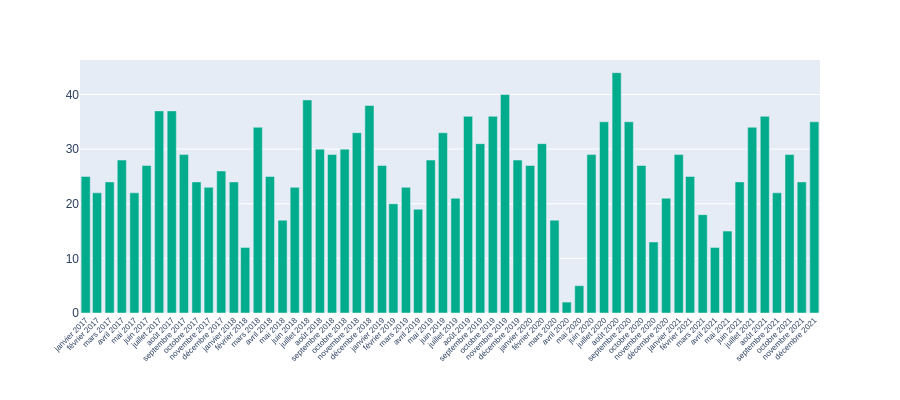 40
30
20
10
0
janvier 2017
février 2017
mars 2017
avril 2017
mai 2017
juin 2017
juillet 2017
août 2017
septembre 2017
octobre 2017
novembre 2017
décembre 2017
janvier 2018
février 2018
mars 2018
avril 2018
mai 2018
juin 2018
juillet 2018
août 2018
septembre 2018
octobre 2018
novembre 2018
décembre 2018
janvier 2019
février 2019
mars 2019
avril 2019
mai 2019
juin 2019
juillet 2019
août 2019
septembre 2019
octobre 2019
novembre 2019
décembre 2019
janvier 2020
février 2020
mars 2020
avril 2020
mai 2020
juin 2020
juillet 2020
août 2020
septembre 2020
octobre 2020
novembre 2020
décembre 2020
janvier 2021
février 2021
mars 2021
avril 2021
mai 2021
juin 2021
juillet 2021
août 2021
septembre 2021
octobre 2021
novembre 2021
décembre 2021